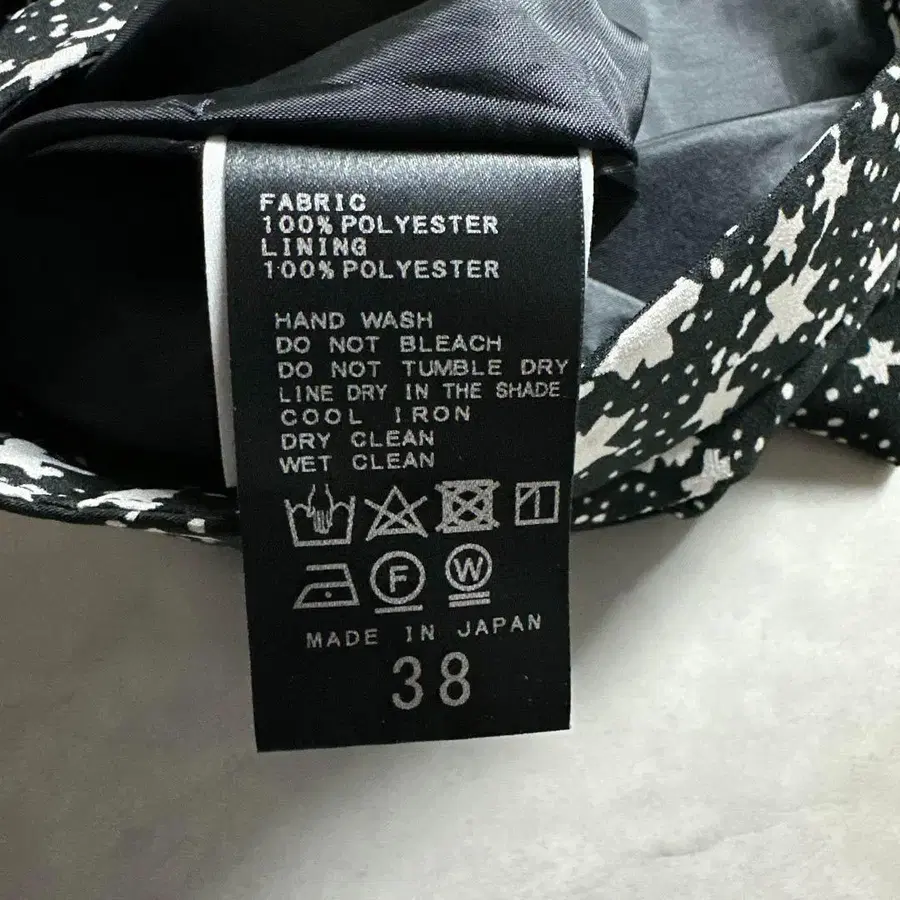 FABRIC
100% POLYESTER
LINING
100% POLYESTER
HAND WASH
DO NOT BLEACH
DO NOT TUMBLE DRY
LINE DRY IN THE SHADE
COOL IRON
DRY CLEAN
WET CLEAN
F W
MADE IN JAPAN
38